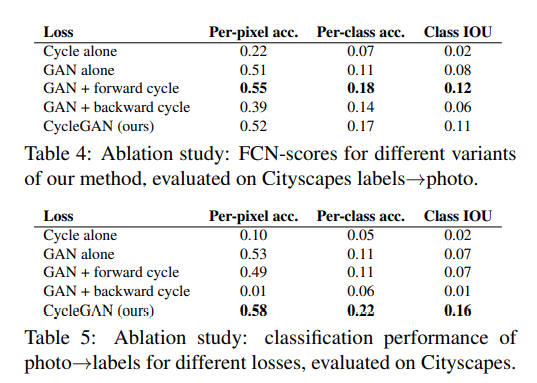 Loss Per-pixel acc. Per-class acc. Class IOU
Cycle alone 0.22 0.07 0.02
GAN alone 0.51 0.11 0.08
GAN + forward cycle 0.55 0.18 0.12
GAN + backward cycle 0.39 0.14 0.06
CycleGAN (ours) 0.52 0.17 0.11
Table 4: Ablation study: FCN-scores for different variants
of our method, evaluated on Cityscapes labels→photo.
Loss Per-pixel acc. Per-class acc. Class IOU
Cycle alone 0.10 0.05 0.02
GAN alone 0.53 0.11 0.07
GAN + forward cycle 0.49 0.11 0.07
GAN + backward cycle 0.01 0.06 0.01
CycleGAN (ours) 0.58 0.22 0.16
Table 5: Ablation study: classification performance of
photo→labels for different losses, evaluated on Cityscapes.